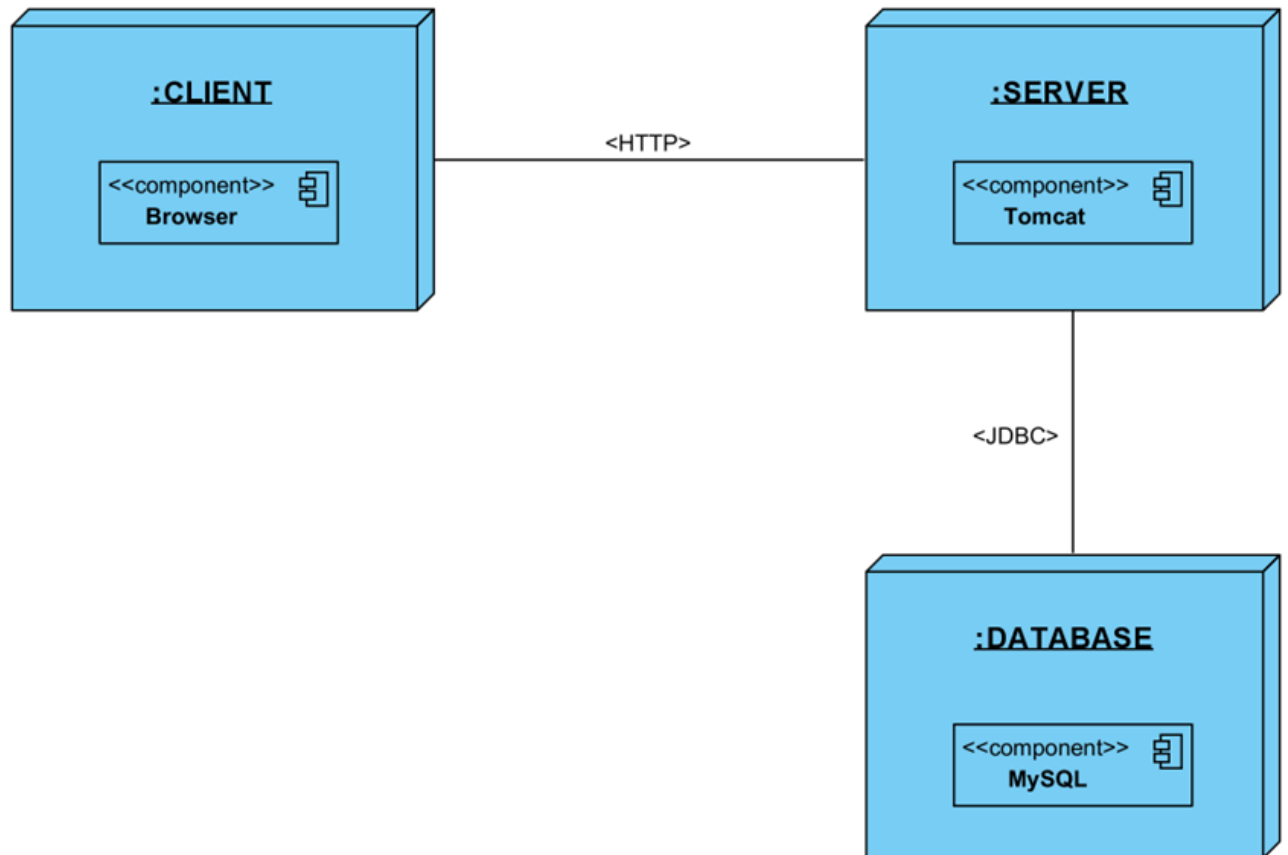 :CLIENT
<<component>>
Browser
<HTTP>
:SERVER
<<component>>
Tomcat
<JDBC>
:DATABASE
<<component>>
MySQL